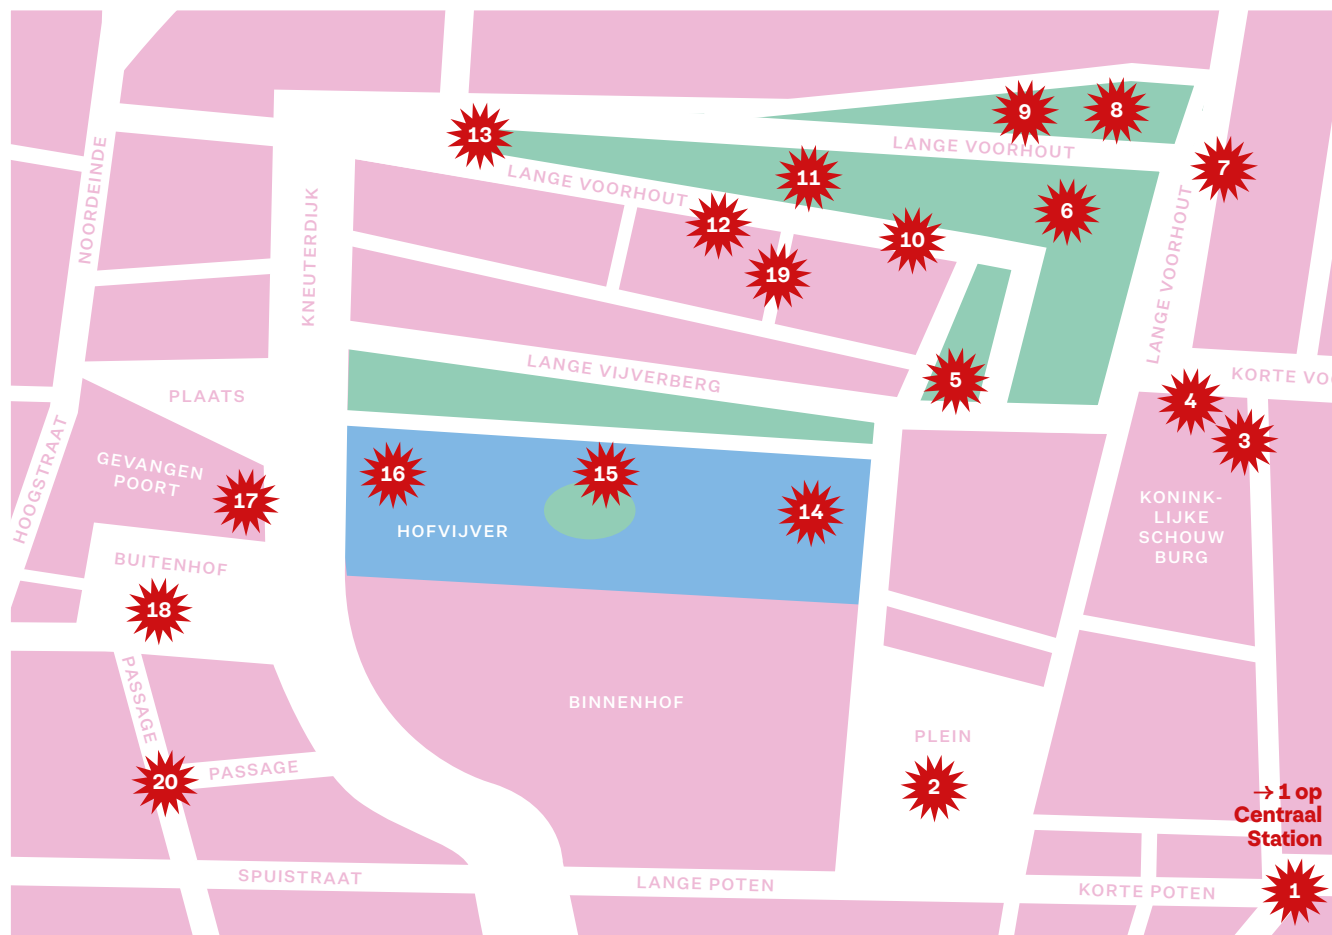 9
8
13
LANGE VOORHOUT
7
11
LANGE VOORHOUT
6
12
10
NOORDEINDE
KNEUTERDIJK
19
LANGE VOORHOUT
LANGE VIJVERBERG
5
KORTE VO
PLAATS
4
3
GEVANGEN
POORT
HOOGSTRAAT
17
16
15
14
HOFVIJVER
KONINK-
LIJKE
SCHOUW
BURG
BUITENHOF
18
PASSAGE
BINNENHOF
PLEIN
20
PASSAGE
2
→ 1 op
Centraal
Station
SPUISTRAAT
LANGE POTEN
KORTE POTEN
1